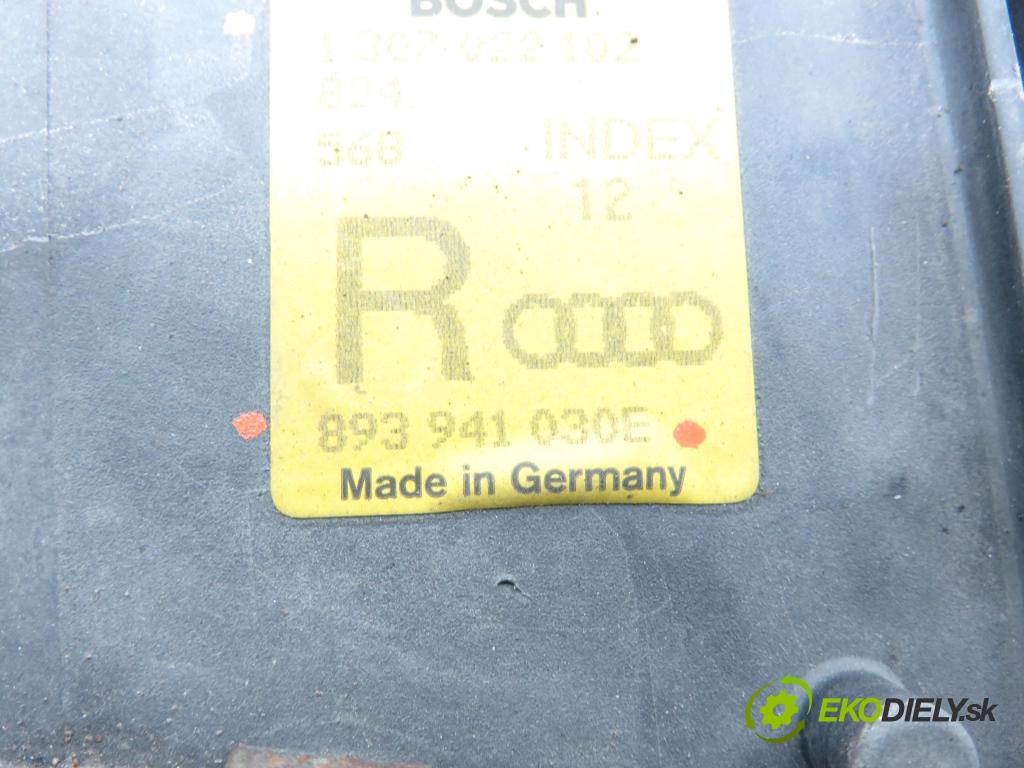 BOSCH
1 307 022 102
824
568 INDEX
12
R
893 941 030E
Made in Germany
EKODIELY.sk